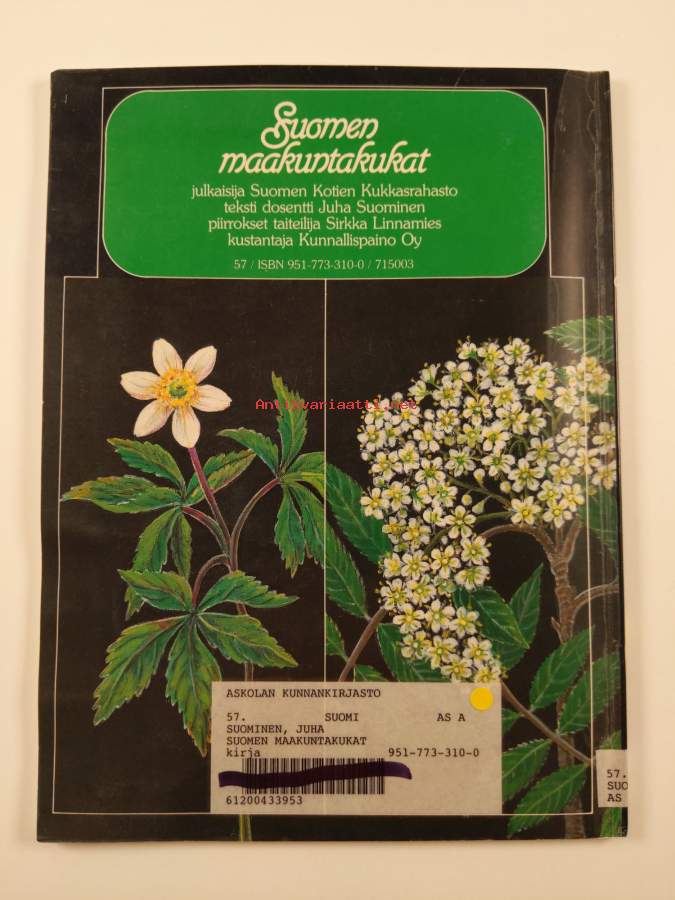 Suomen
maakuntakukat
julkaisija Suomen Kotien Kukkasrahasto
teksti dosentti Juha Suominen
piirrokset taiteilija Sirkka Linnamies
kustantaja Kunnallispaino Oy
57 / ISBN 951-773-310-0 / 715003
Antikvariaatti.net
ASKOLAN KUNNANKIRJASTO
57. SUOMI AS A
SUOMINEN, JUHA
SUOMEN MAAKUNTAKUKAT
kirja 951-773-310-0
61200433953
57.
SUO
AS